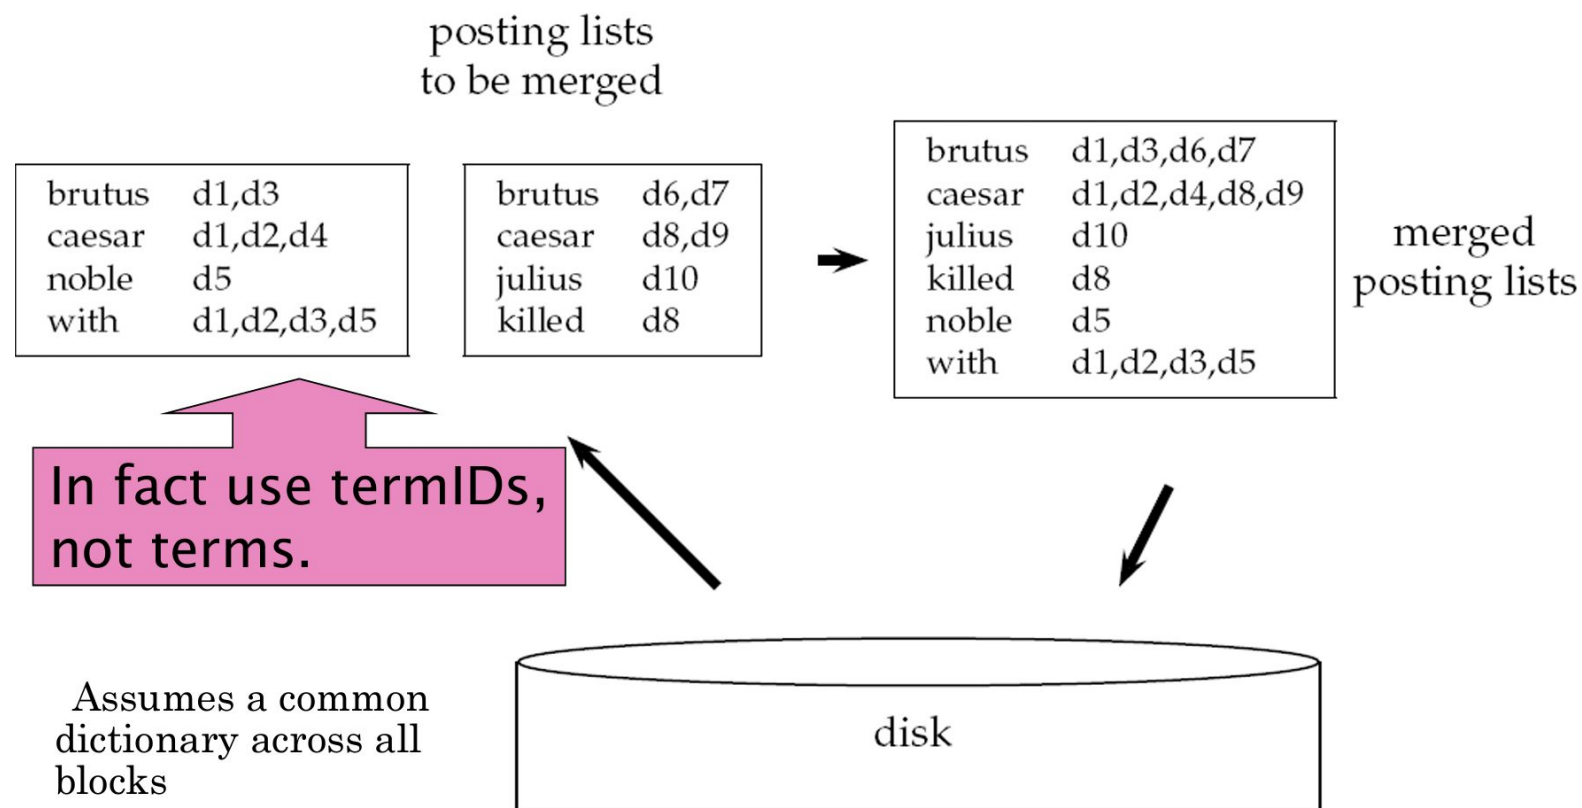 posting lists
to be merged
brutus d1,d3
caesar d1,d2,d4
noble d5
with d1,d2,d3,d5
brutus d6,d7
caesar d8,d9
julius d10
killed d8
brutus d1,d3,d6,d7
caesar d1,d2,d4,d8,d9
julius d10
killed d8
noble d5
with d1,d2,d3,d5
merged
posting lists
In fact use termIDs,
not terms.
Assumes a common
dictionary across all
blocks
disk